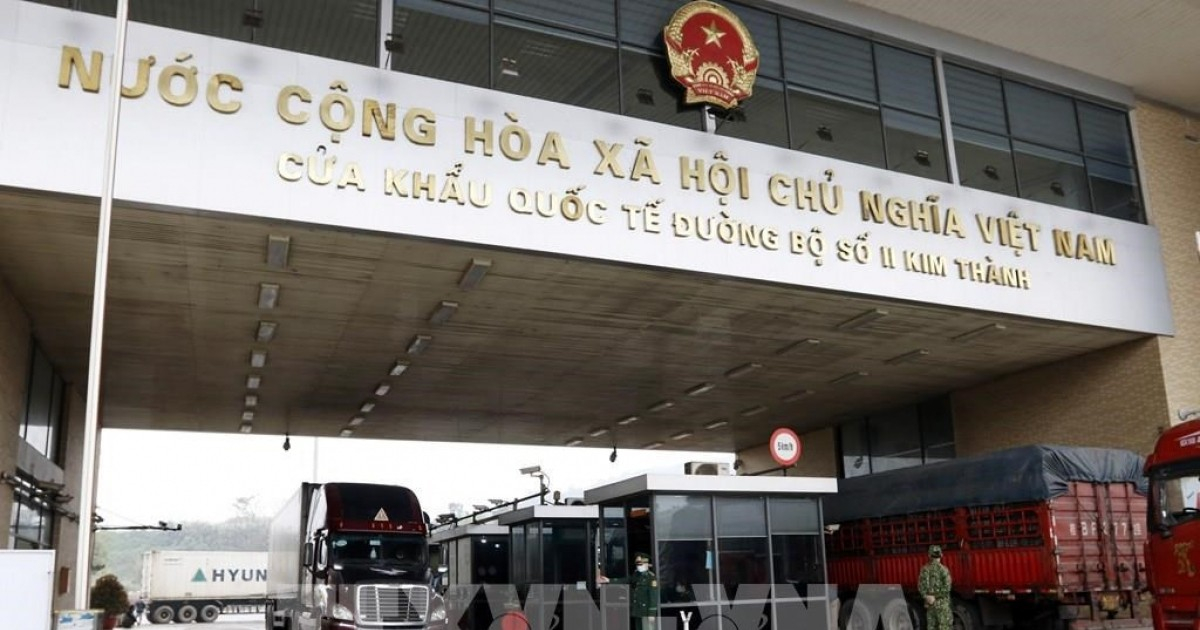 NƯỚC CỘNG HÒA XÃ HỘI CHỦ NGHĨA VIỆT NAM
CỬA KHẨU QUỐC TẾ ĐƯỜNG BỘ SỐ II KIM THÀNH
5km/h
HYUN